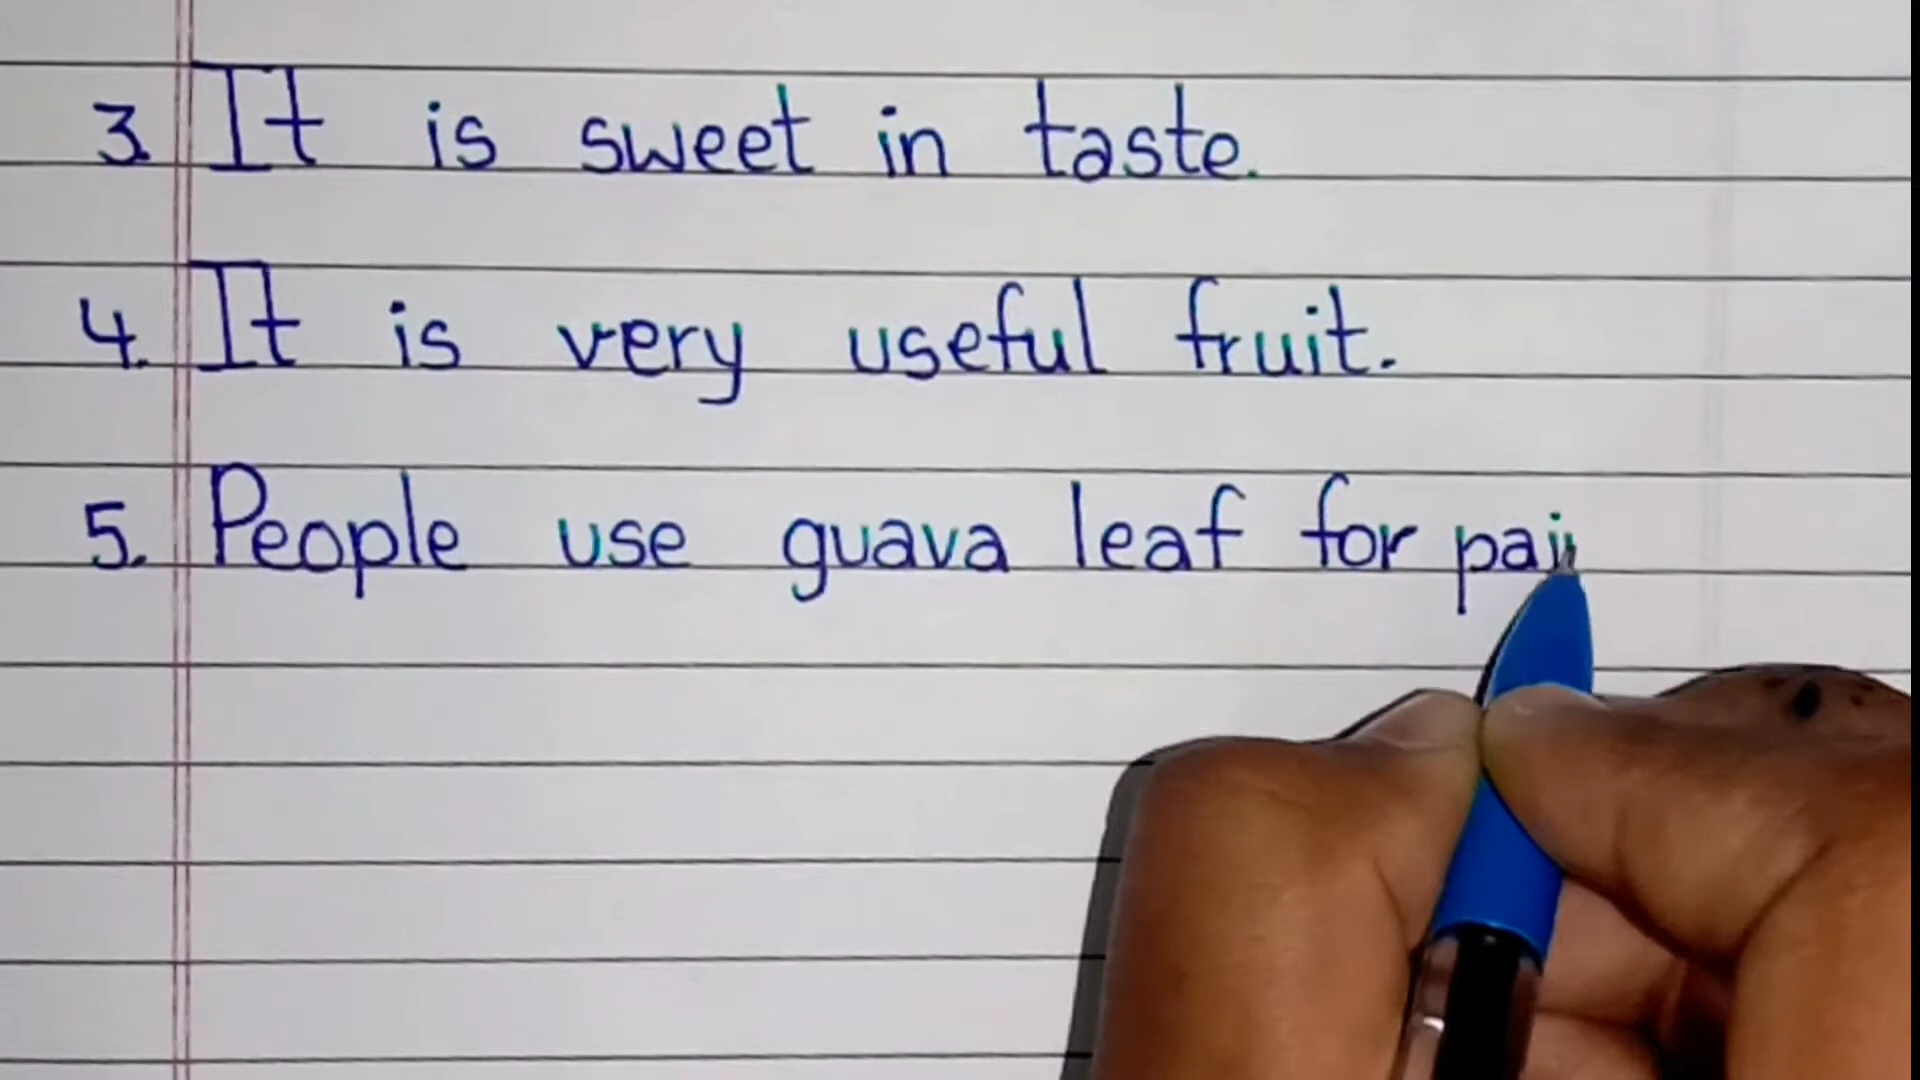 3. It is sweet in taste.
4. It is very useful fruit.
5. People use guava leaf for